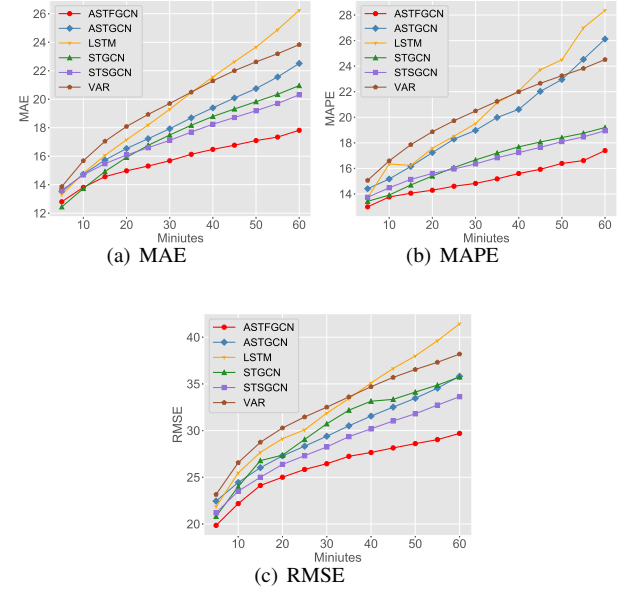 26
24
22
20
18
16
14
12
MAE
ASTFGCN
ASTGCN
LSTM
STGCN
STSGCN
VAR
10 20 30 40 50 60
Miniutes
(a) MAE
28
26
24
22
20
18
16
14
MAPE
ASTFGCN
ASTGCN
LSTM
STGCN
STSGCN
VAR
10 20 30 40 50 60
Miniutes
(b) MAPE
40
35
30
25
20
RMSE
ASTFGCN
ASTGCN
LSTM
STGCN
STSGCN
VAR
10 20 30 40 50 60
Miniutes
(c) RMSE